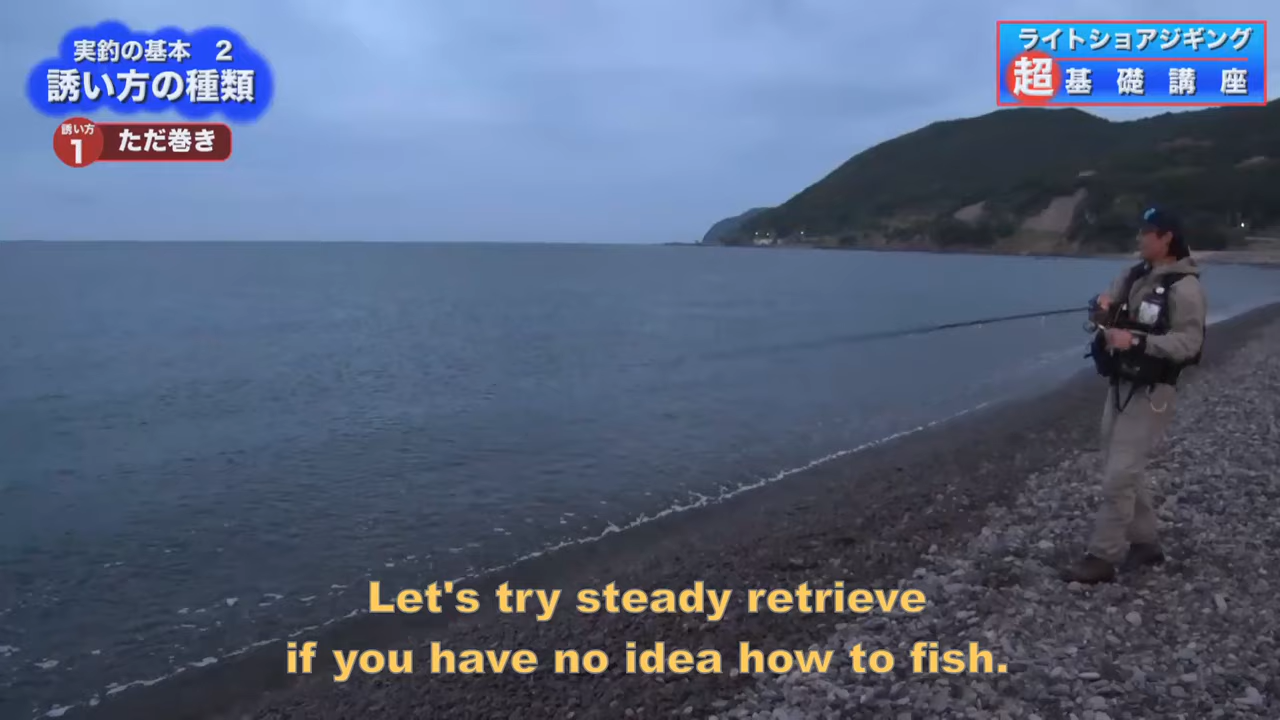 実釣の基本 2
誘い方の種類
誘い方
1
ただ巻き
ライトショアジギング
超基礎講座
Let's try steady retrieve
if you have no idea how to fish.